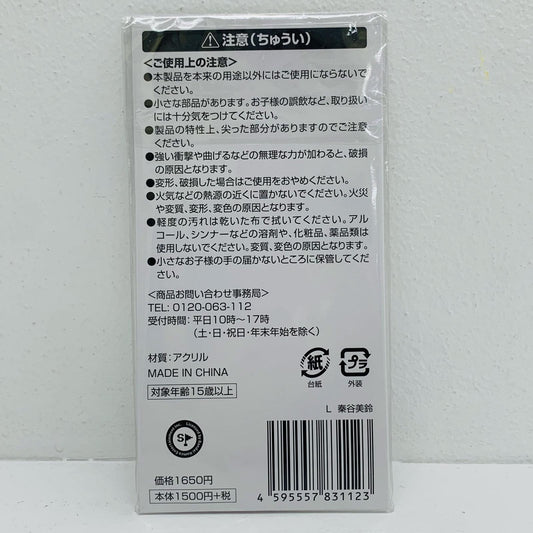 注意(ちゅうい)
<ご使用上の注意>
●本製品を本来の用途以外にはご使用にならないで
ください。
●小さな部品があります。お子様の誤飲など、取り扱い
には十分気をつけてください。
●製品の特性上、尖った部分がありますのでご注意
ください。
●強い衝撃や曲げるなどの無理な力が加わると、破損
の原因となります。
●変形、破損した場合はご使用をおやめください。
●火気などの熱源の近くに置かないでください。火災
や変質、変形、変色の原因となります。
●軽度の汚れは乾いた布で拭いてください。アル
コール、シンナーなどの溶剤や、化粧品、薬品類は
使用しないでください。変質、変色の原因となります。
●小さなお子様の手の届かないところに保管してくだ
さい。
<商品お問い合わせ事務局>
TEL: 0120-063-112
受付時間:平日10時~17時
(土・日・祝日・年末年始を除く)
材質:アクリル
MADE IN CHINA
対象年齢15歳以上
紙
台紙
プラ
外装
L 秦谷美鈴
S
価格1650円
本体1500円+税
4 595557 831123